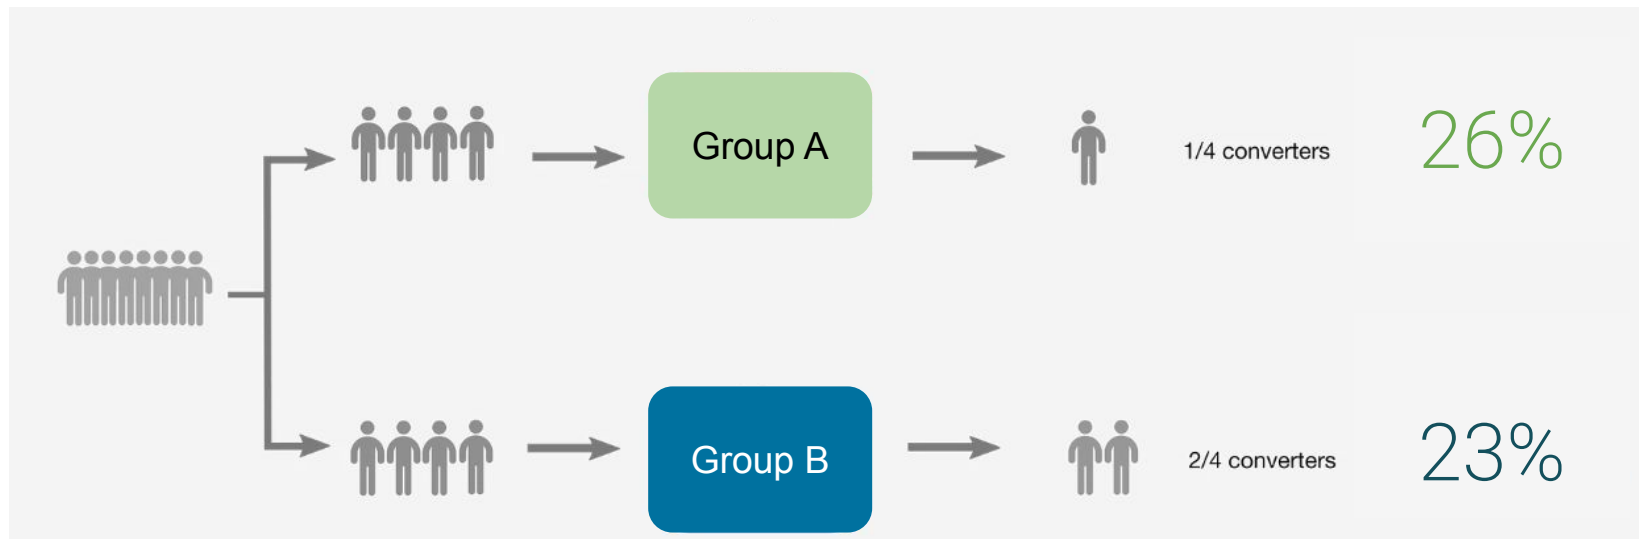 Group A
1/4 converters
26%
Group B
2/4 converters
23%